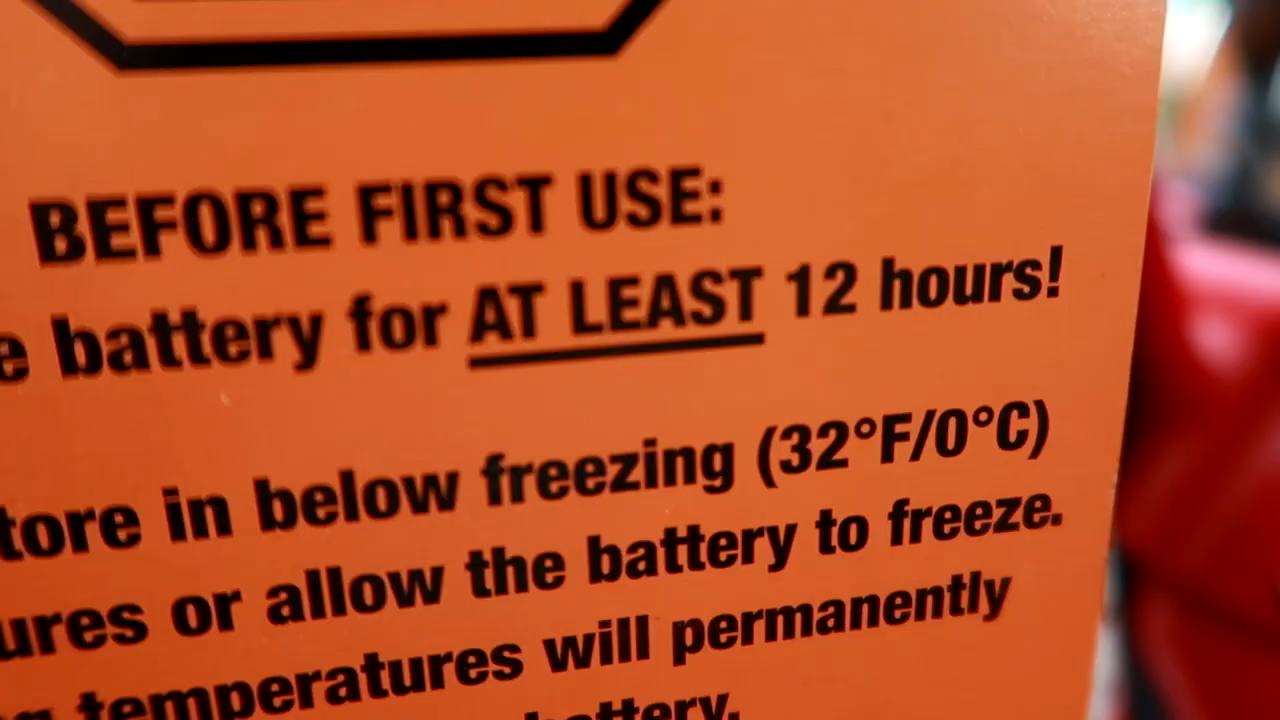 BEFORE FIRST USE:
e battery for AT LEAST 12 hours!
tore in below freezing (32°F/0°C)
ures or allow the battery to freeze.
temperatures will permanently
battery.